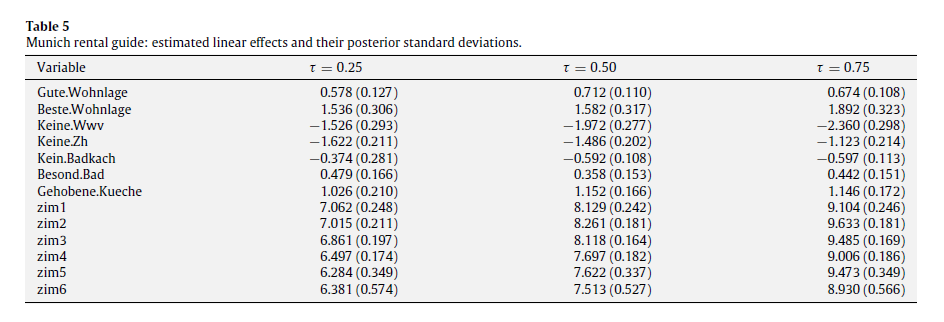 Table 5
Munich rental guide: estimated linear effects and their posterior standard deviations.
Variable τ = 0.25 τ = 0.50 τ = 0.75
Gute.Wohnlage 0.578 (0.127) 0.712 (0.110) 0.674 (0.108)
Beste.Wohnlage 1.536 (0.306) 1.582 (0.317) 1.892 (0.323)
Keine.Wwv −1.526 (0.293) −1.972 (0.277) −2.360 (0.298)
Keine.Zh −1.622 (0.211) −1.486 (0.202) −1.123 (0.214)
Kein.Badkach −0.374 (0.281) −0.592 (0.108) −0.597 (0.113)
Besond.Bad 0.479 (0.166) 0.358 (0.153) 0.442 (0.151)
Gehobene.Kueche 1.026 (0.210) 1.152 (0.166) 1.146 (0.172)
zim1 7.062 (0.248) 8.129 (0.242) 9.104 (0.246)
zim2 7.015 (0.211) 8.261 (0.181) 9.633 (0.181)
zim3 6.861 (0.197) 8.118 (0.164) 9.485 (0.169)
zim4 6.497 (0.174) 7.697 (0.182) 9.006 (0.186)
zim5 6.284 (0.349) 7.622 (0.337) 9.473 (0.349)
zim6 6.381 (0.574) 7.513 (0.527) 8.930 (0.566)